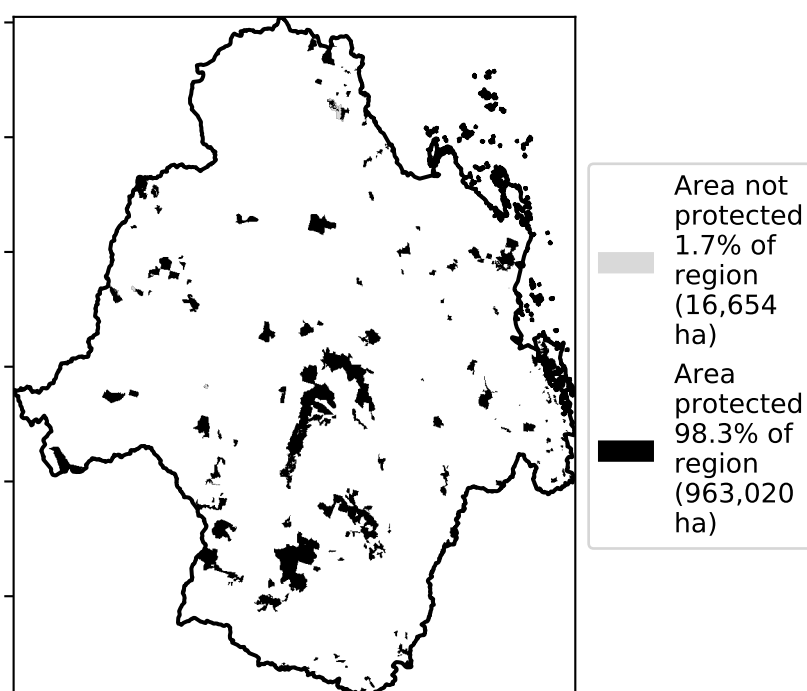 Area not
protected
1.7% of
region
(16,654
ha)
Area
protected
98.3% of
region
(963,020
ha)